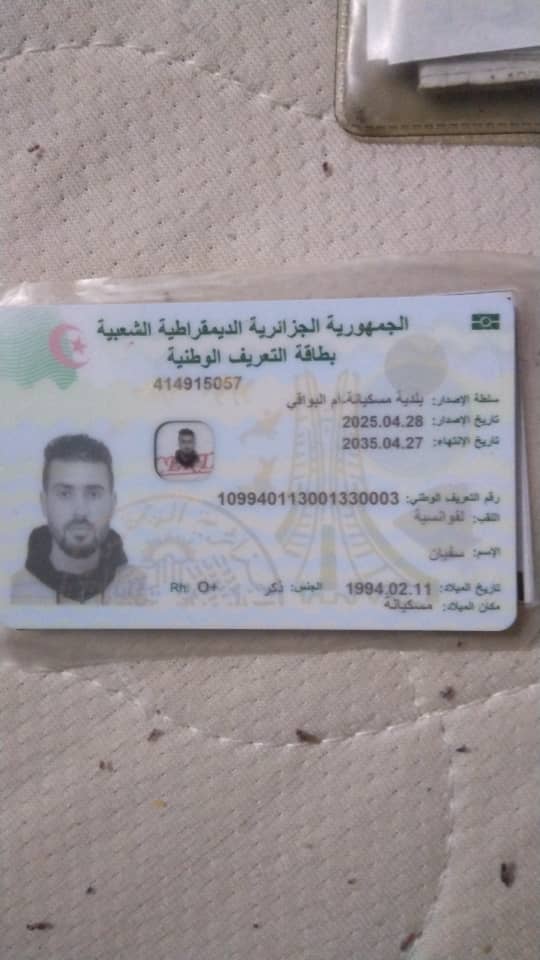 الجمهورية الجزائرية الديمقراطية الشعبية
بطاقة التعريف الوطنية
414915057
سلطة الإصدار: بلدية مسكيانة-أم البواقي
تاريخ الإصدار: 2025.04.28
تاريخ الإنتهاء: 2035.04.27
رقم التعريف الوطني: 109940113001330003
اللقب: لفوانسية
الإسم: سفيان
تاريخ الميلاد: 1994.02.11 الجنس: ذكر Rh: O+
مكان الميلاد: مسكيانة